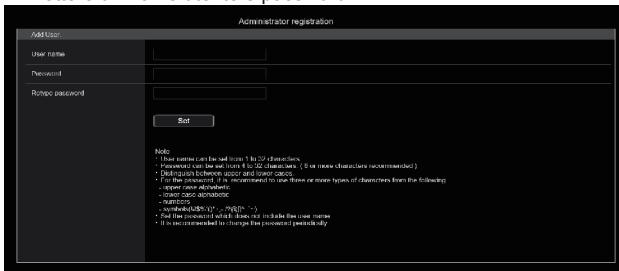 Administrator registration
Add User.
User name
Password
Retype password
Set
Note
・User name can be set from 1 to 32 characters
・Password can be set from 4 to 32 characters. ( 8 or more characters recommended )
・Distinguish between upper and lower cases.
・For the password, it is recommend to use three or more types of characters from the following
- upper case alphabetic
- lower case alphabetic
- numbers
- symbols
・Set the password which does not include the user name
・It is recommended to change the password periodically